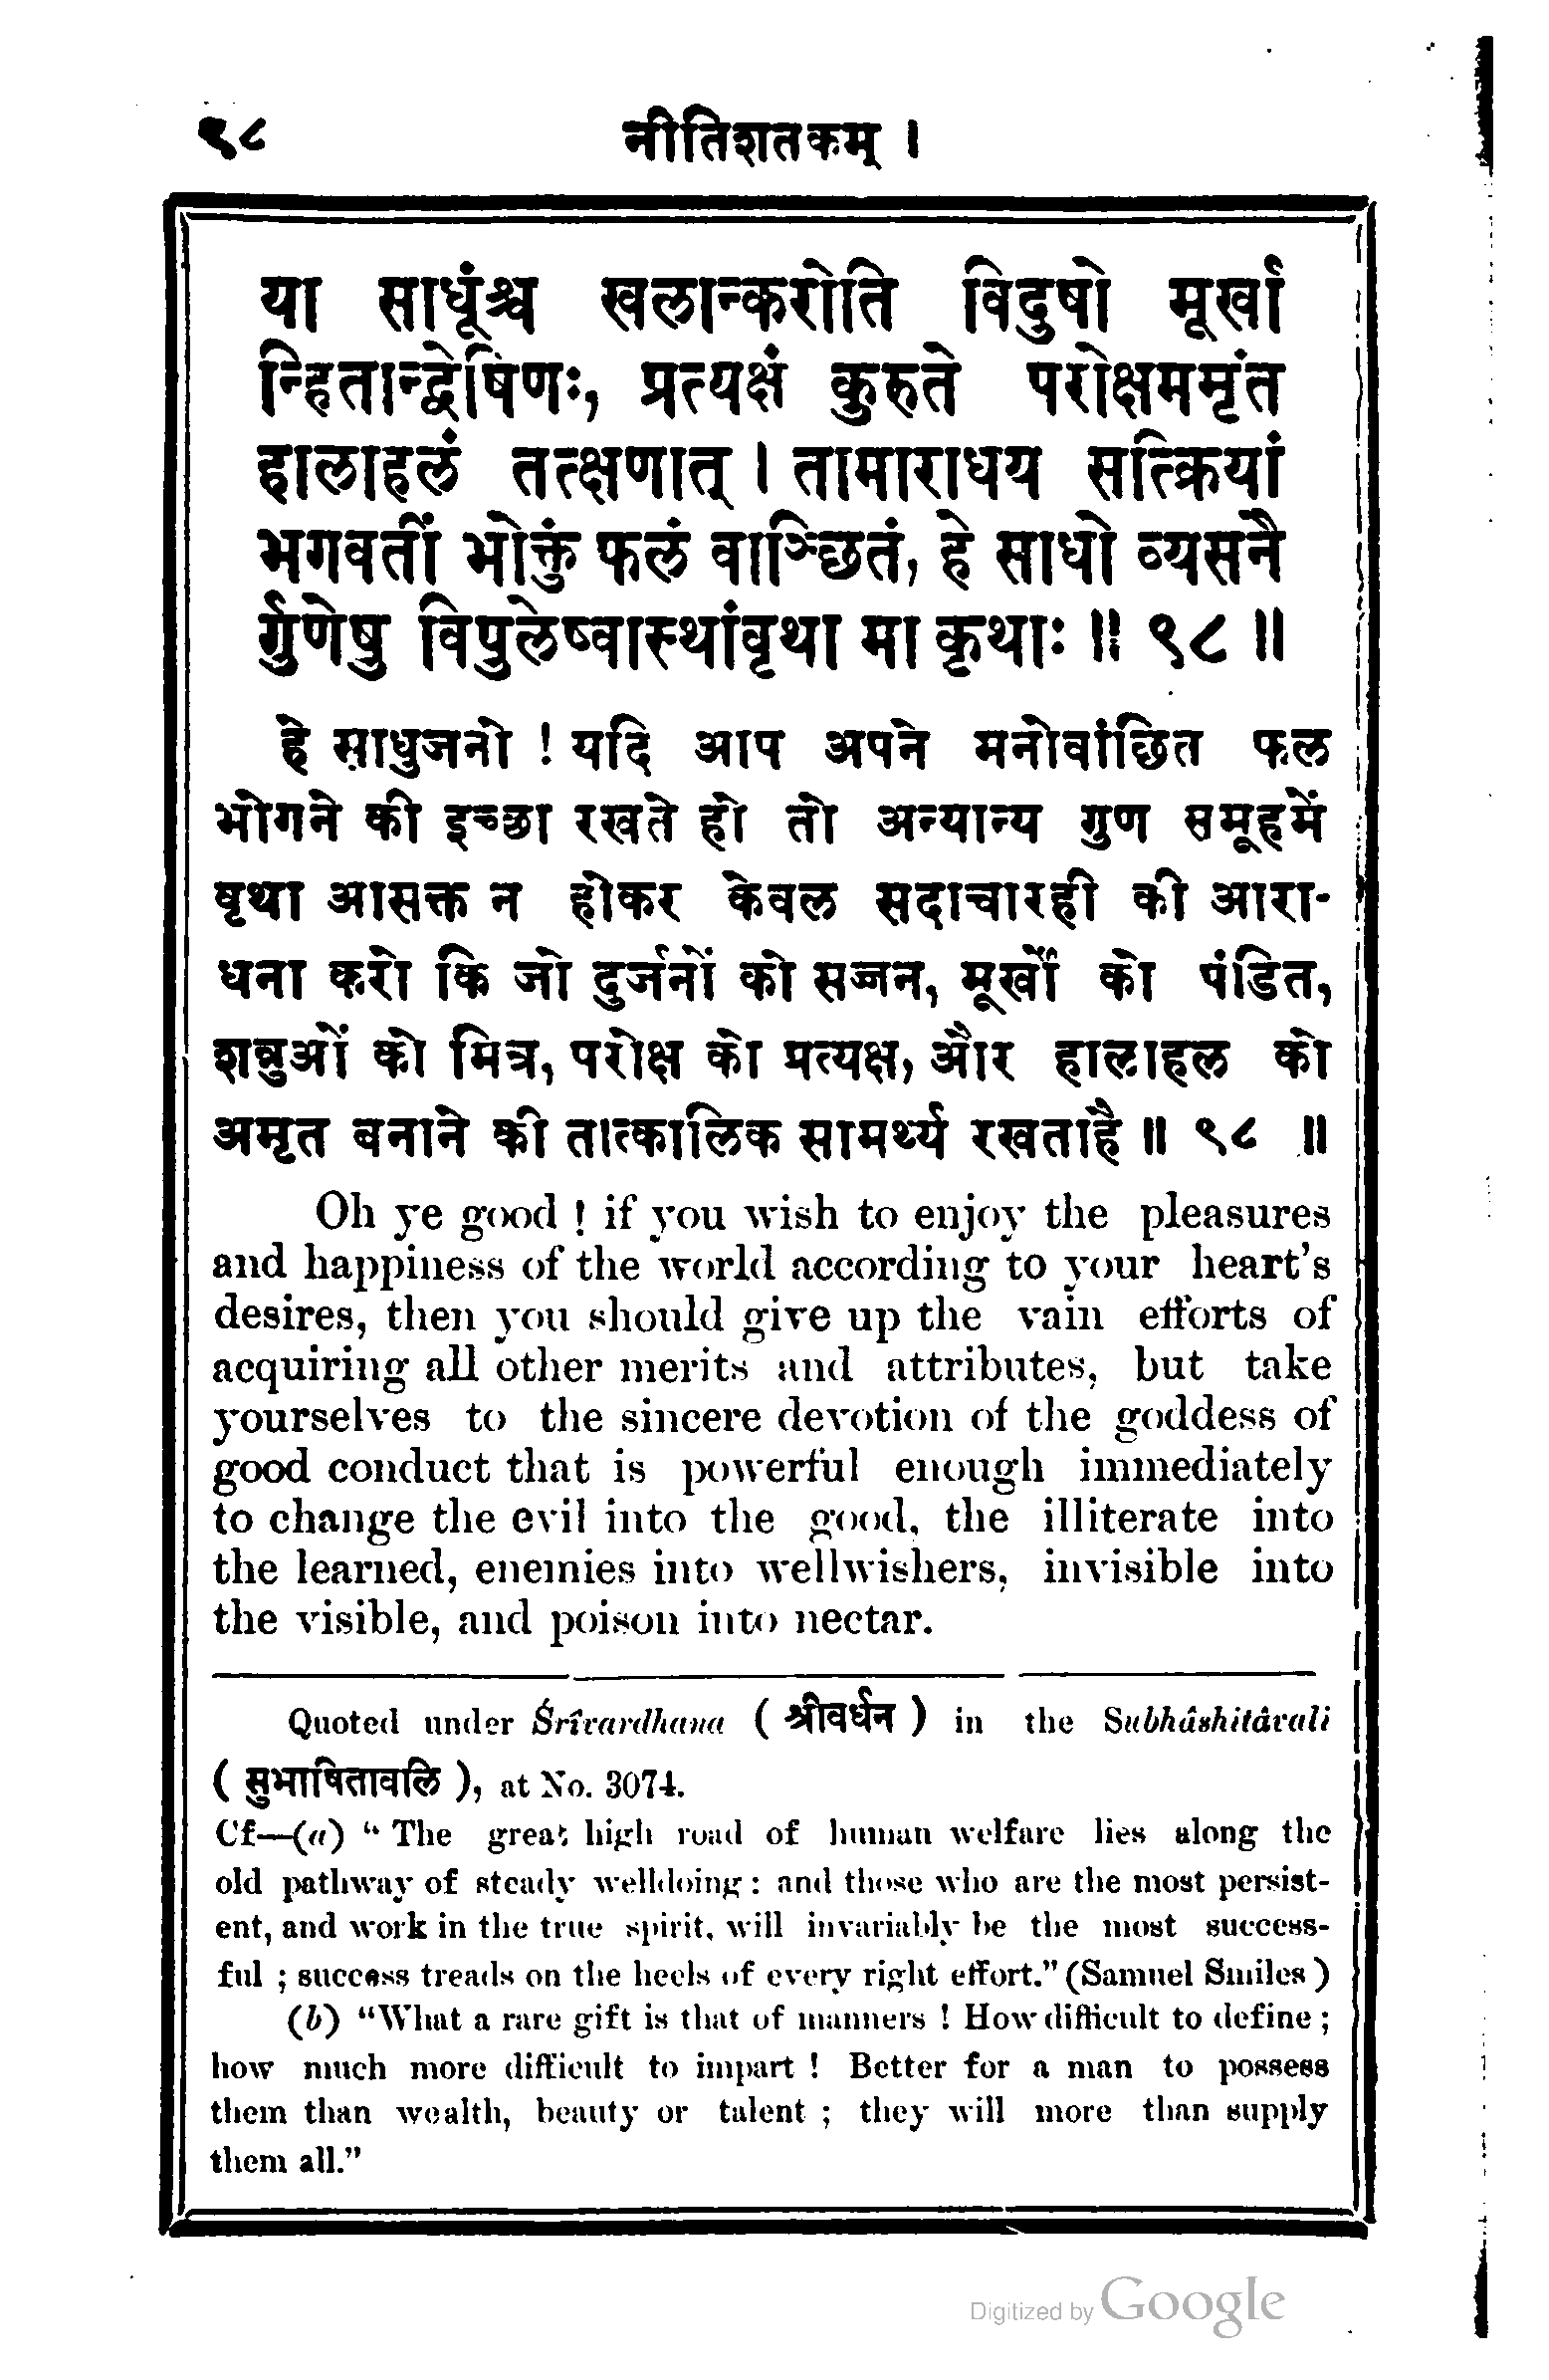 ९८ नीतिशतकम् ।
या साधूंश्च खलान्करोति विदुषो मूर्खा
न्हितान्द्वेषिणः, प्रत्यक्षं कुरुते परोक्षममृंत
हालाहलं तत्क्षणात् । तामाराधय सत्क्रियां
भगवतीं भोक्तुं फलं वाञ्छितं, हे साधो व्यसनै
र्गुणेषु विपुलेष्वास्थांवृथा मा कृथाः ॥ ९८ ॥
हे साधुजनो ! यदि आप अपने मनोवांछित फल
भोगने की इच्छा रखते हो तो अन्यान्य गुण समूहमें
वृथा आसक्त न होकर केवल सदाचारही की आरा-
धना करो कि जो दुर्जनों को सज्जन, मूर्खों को पंडित,
शत्रुओं को मित्र, परोक्ष को प्रत्यक्ष, और हालाहल को
अमृत बनाने की तात्कालिक सामर्थ्य रखताहै ॥ ९८ ॥
Oh ye good ! if you wish to enjoy the pleasures
and happiness of the world according to your heart's
desires, then you should give up the vain efforts of
acquiring all other merits and attributes, but take
yourselves to the sincere devotion of the goddess of
good conduct that is powerful enough immediately
to change the evil into the good, the illiterate into
the learned, enemies into wellwishers, invisible into
the visible, and poison into nectar.
Quoted under Śrîvardhana ( श्रीवर्धन ) in the Subhâshitâvali
( सुभाषितावलि ), at No. 3074.
Cf—(a) “ The great high road of human welfare lies along the
old pathway of steady welldoing : and those who are the most persist-
ent, and work in the true spirit, will invariably be the most success-
ful ; success treads on the heels of every right effort.” (Samuel Smiles )
(b) “What a rare gift is that of manners ! How difficult to define ;
how much more difficult to impart ! Better for a man to possess
them than wealth, beauty or talent ; they will more than supply
them all.”
Digitized by Google